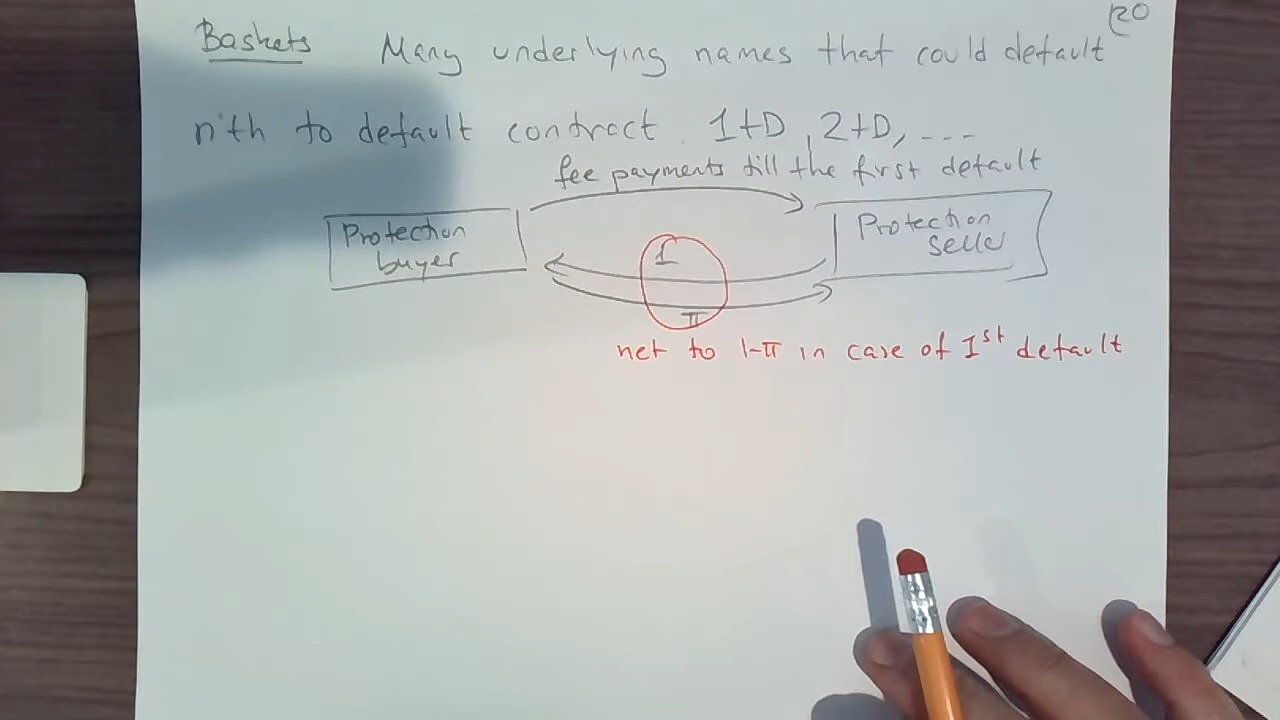 20
Baskets Many underlying names that could default
n'th to default contract. 1tD, 2tD, ----
fee payments till the first default
Protection buyer
Protection seller
1
π
net to 1-π in case of 1st default